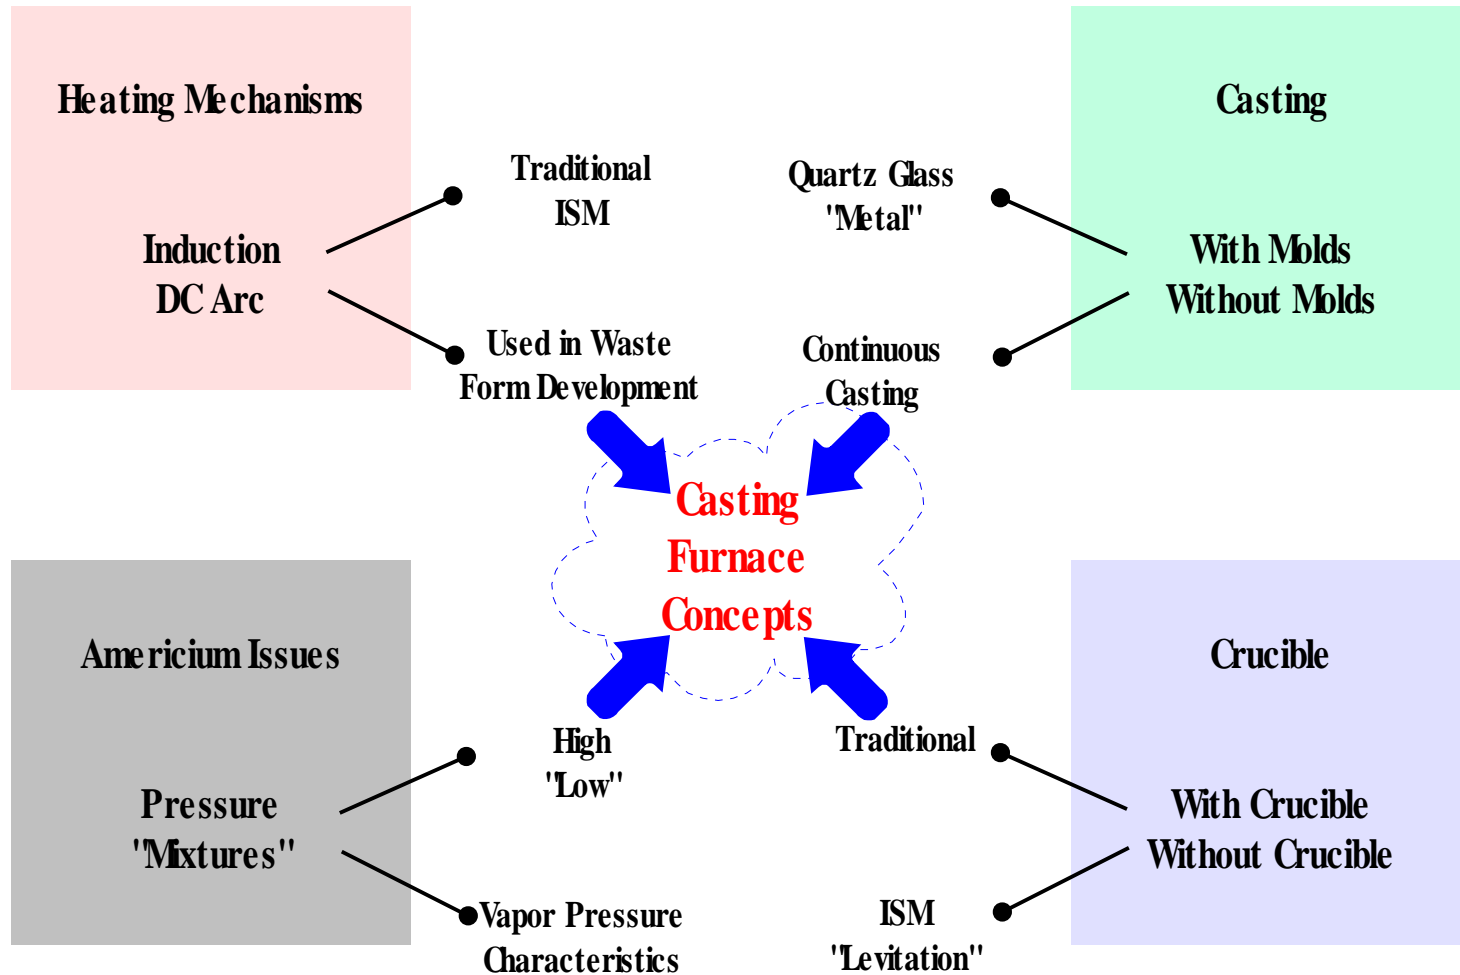 Heating Mechanisms
Induction
DC Arc
Traditional
ISM
Used in Waste
Form Development
Quartz Glass
"Metal"
Continuous
Casting
Casting
With Molds
Without Molds
Casting
Furnace
Concepts
Americium Issues
Pressure
"Mixtures"
High
"Low"
Vapor Pressure
Characteristics
Traditional
ISM
"Levitation"
Crucible
With Crucible
Without Crucible